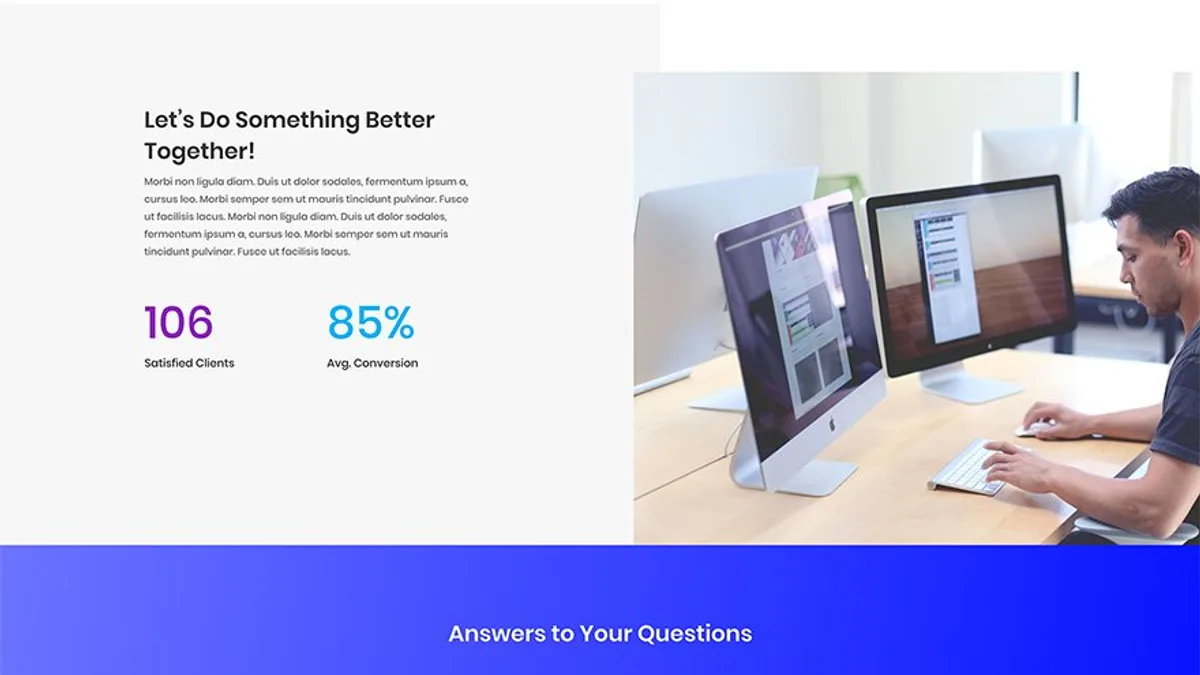 Let's Do Something Better
Together!
Morbi non ligula diam. Duis ut dolor sodales, fermentum ipsum a,
cursus leo. Morbi semper sem ut mauris tincidunt pulvinar. Fusce
ut facilisis lacus. Morbi non ligula diam. Duis ut dolor sodales,
fermentum ipsum a, cursus leo. Morbi semper sem ut mauris
tincidunt pulvinar. Fusce ut facilisis lacus.
106
85%
Satisfied Clients
Avg. Conversion
Answers to Your Questions